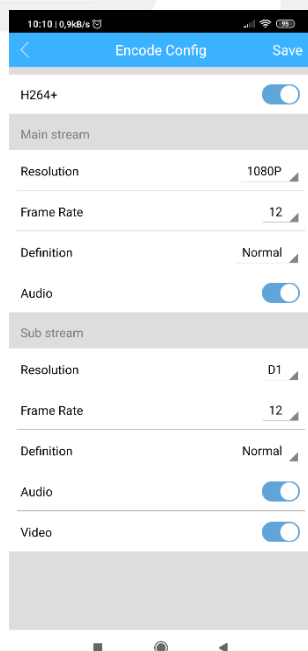 10:10 | 0,9kB/s
95
Encode Config Save
H264+
Main stream
Resolution 1080P
Frame Rate 12
Definition Normal
Audio
Sub stream
Resolution D1
Frame Rate 12
Definition Normal
Audio
Video